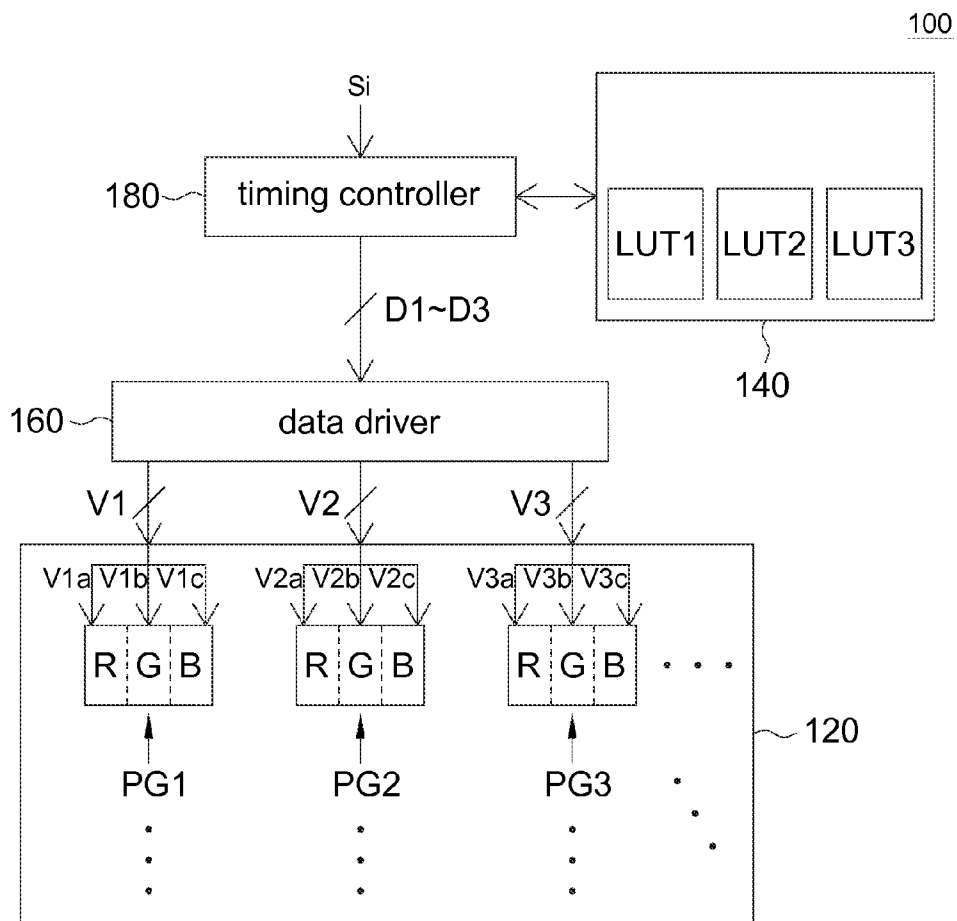 100
Si
180
timing controller
LUT1 LUT2 LUT3
D1~D3
140
160
data driver
V1 V2 V3
V1a V1b V1c V2a V2b V2c V3a V3b V3c
R G B R G B R G B
120
PG1 PG2 PG3